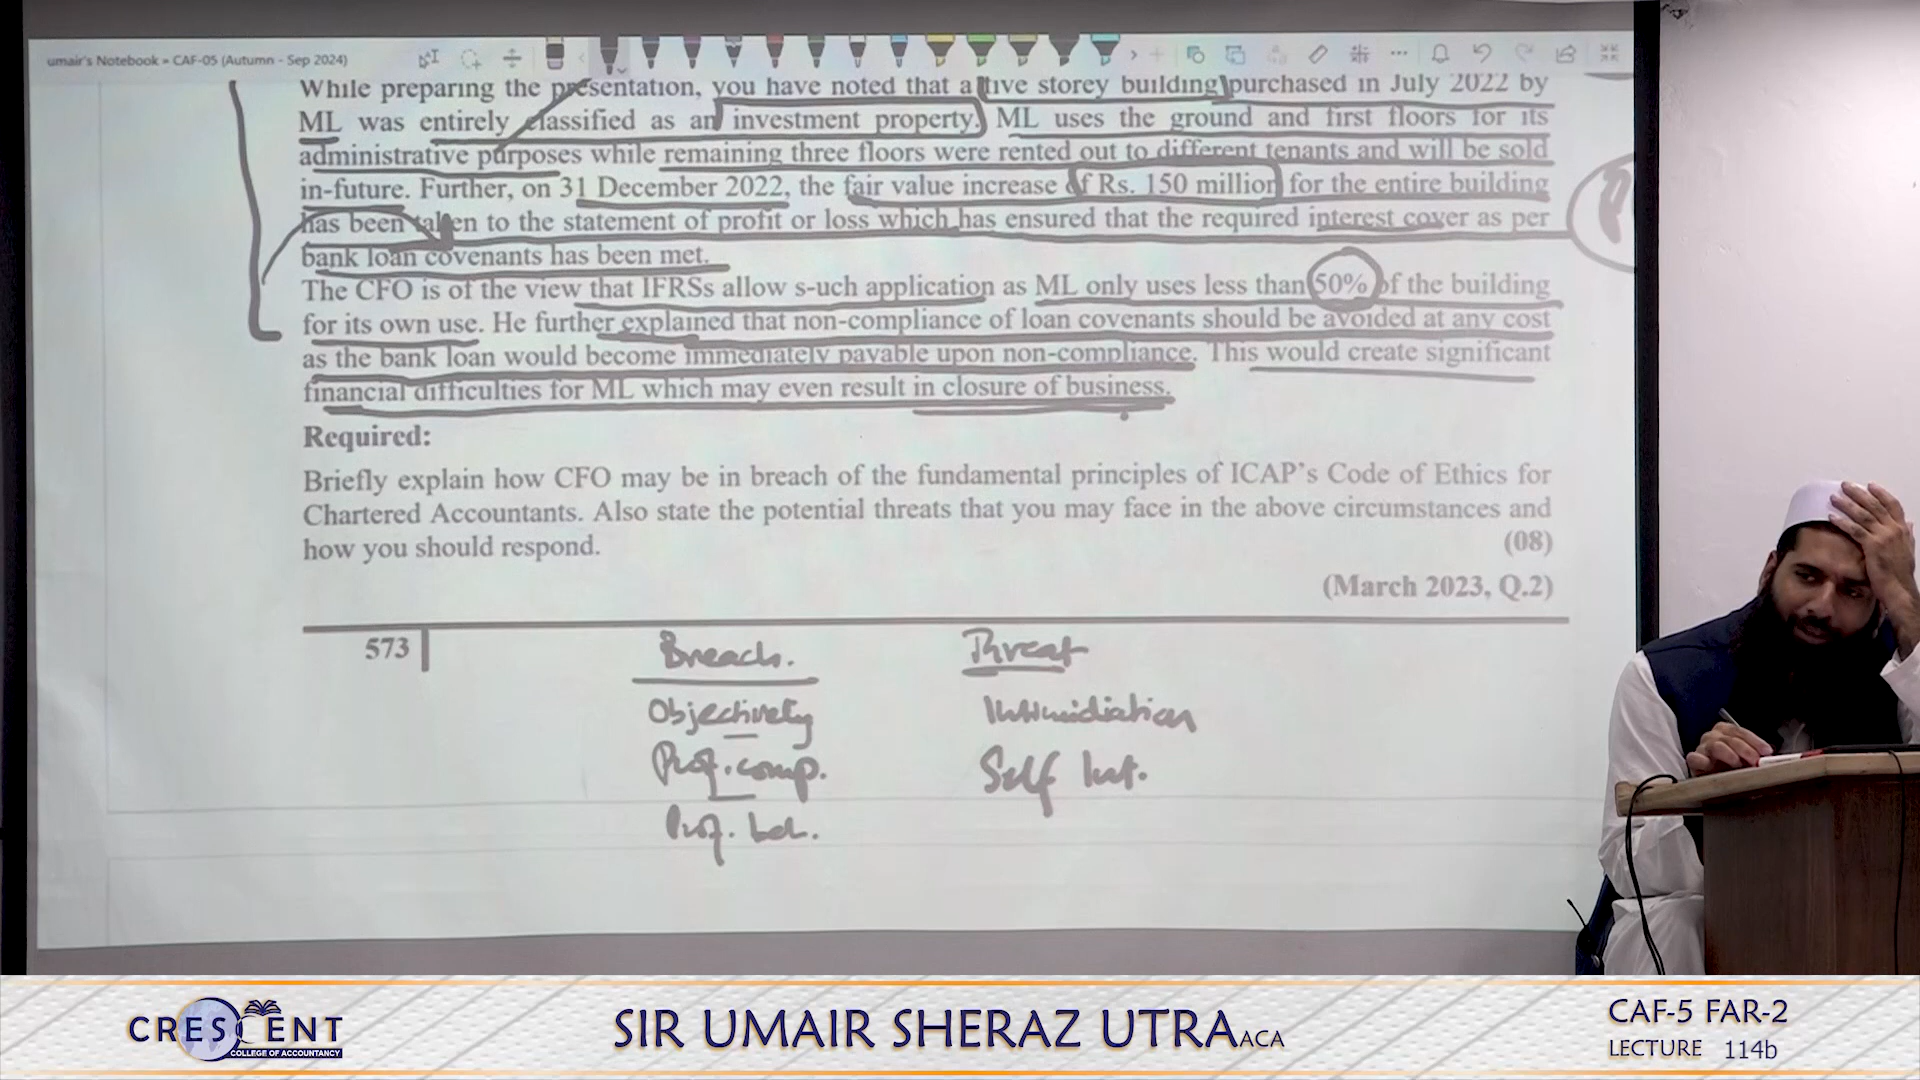 umair's Notebook » CAF-05 (Autumn - Sep 2024)
While preparing the presentation, you have noted that a five storey building purchased in July 2022 by
ML was entirely classified as an investment property. ML uses the ground and first floors for its
administrative purposes while remaining three floors were rented out to different tenants and will be sold
in-future. Further, on 31 December 2022, the fair value increase of Rs. 150 million for the entire building
has been taken to the statement of profit or loss which has ensured that the required interest cover as per
bank loan covenants has been met.
The CFO is of the view that IFRSs allow s-uch application as ML only uses less than 50% of the building
for its own use. He further explained that non-compliance of loan covenants should be avoided at any cost
as the bank loan would become immediately payable upon non-compliance. This would create significant
financial difficulties for ML which may even result in closure of business.
Required:
Briefly explain how CFO may be in breach of the fundamental principles of ICAP's Code of Ethics for
Chartered Accountants. Also state the potential threats that you may face in the above circumstances and
how you should respond.
(08)
(March 2023, Q.2)
573
Breach. Threat
Objectivety Intimidiation
Prof. comp. Self Int.
Prof. beh.
CRESCENT
COLLEGE OF ACCOUNTANCY
SIR UMAIR SHERAZ UTRA ACA
CAF-5 FAR-2
LECTURE 114b